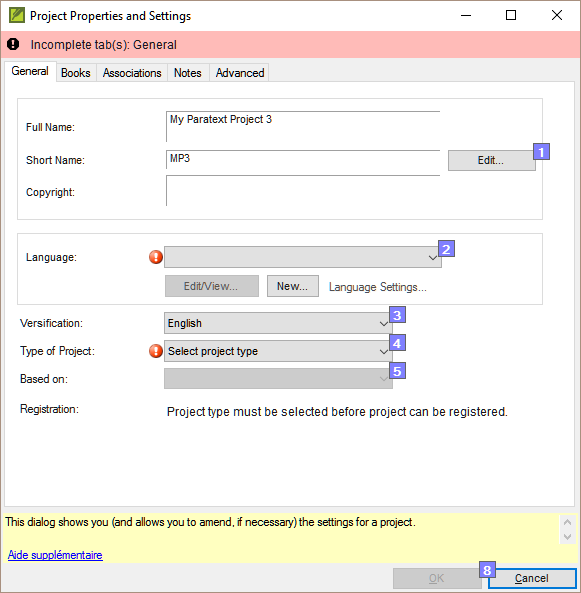 Project Properties and Settings
Incomplete tab(s): General
General Books Associations Notes Advanced
Full Name: My Paratext Project 3
Short Name: MP3 Edit... 1
Copyright:
Language: 2
Edit/View... New... Language Settings...
Versification: English 3
Type of Project: Select project type 4
Based on: 5
Registration: Project type must be selected before project can be registered.
This dialog shows you (and allows you to amend, if necessary) the settings for a project.
Aide supplémentaire
OK 8 Cancel